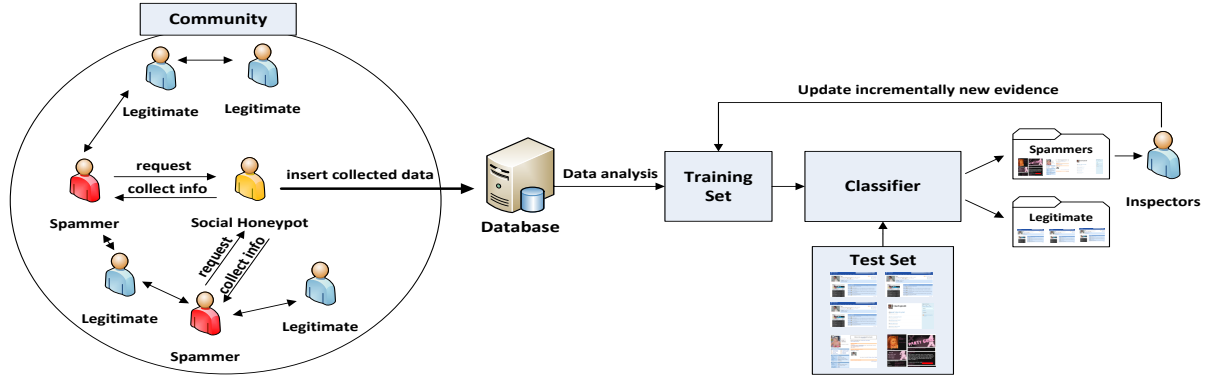 Community
Legitimate
Legitimate
request
collect info
Spammer
Social Honeypot
request
collect info
Legitimate
Spammer
Legitimate
insert collected data
Database
Data analysis
Training
Set
Classifier
Test Set
Update incrementally new evidence
Spammers
Legitimate
Inspectors